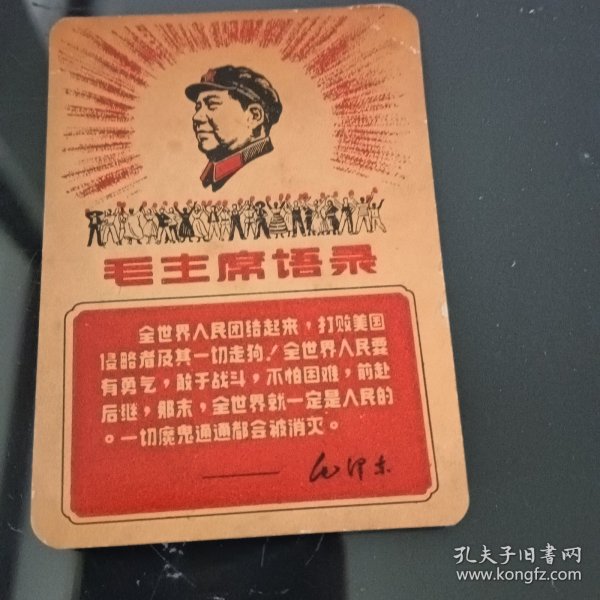 毛主席语录
全世界人民团结起来，打败美国
侵略者及其一切走狗！全世界人民要
有勇气，敢于战斗，不怕困难，前赴
后继，那末，全世界就一定是人民的
。一切魔鬼通通都会被消灭。
——毛泽东
孔夫子旧书网
www.kongfz.com